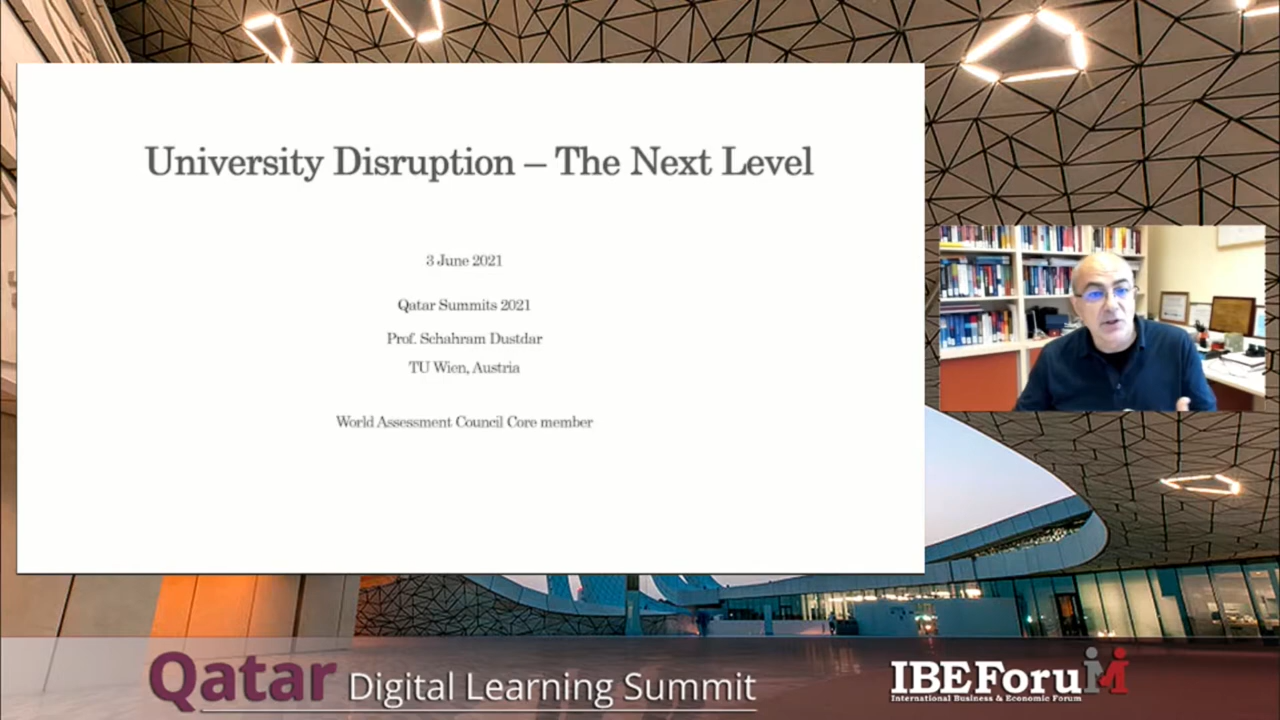 University Disruption – The Next Level
3 June 2021
Qatar Summits 2021
Prof. Schahram Dustdar
TU Wien, Austria
World Assessment Council Core member
Qatar Digital Learning Summit
IBEForuM
International Business & Economic Forum